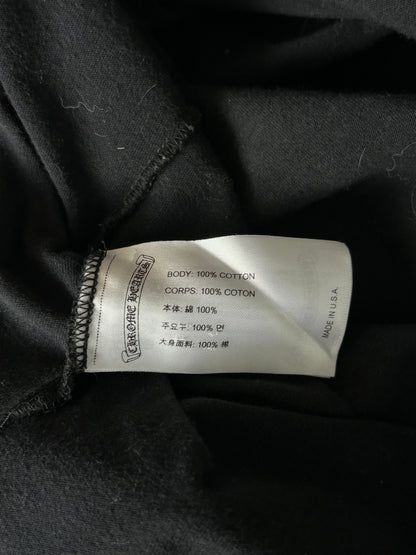 CHROME HEARTS
BODY: 100% COTTON
CORPS: 100% COTON
本体: 綿 100%
주요부: 100% 면
大身面料: 100% 棉
MADE IN U.S.A.